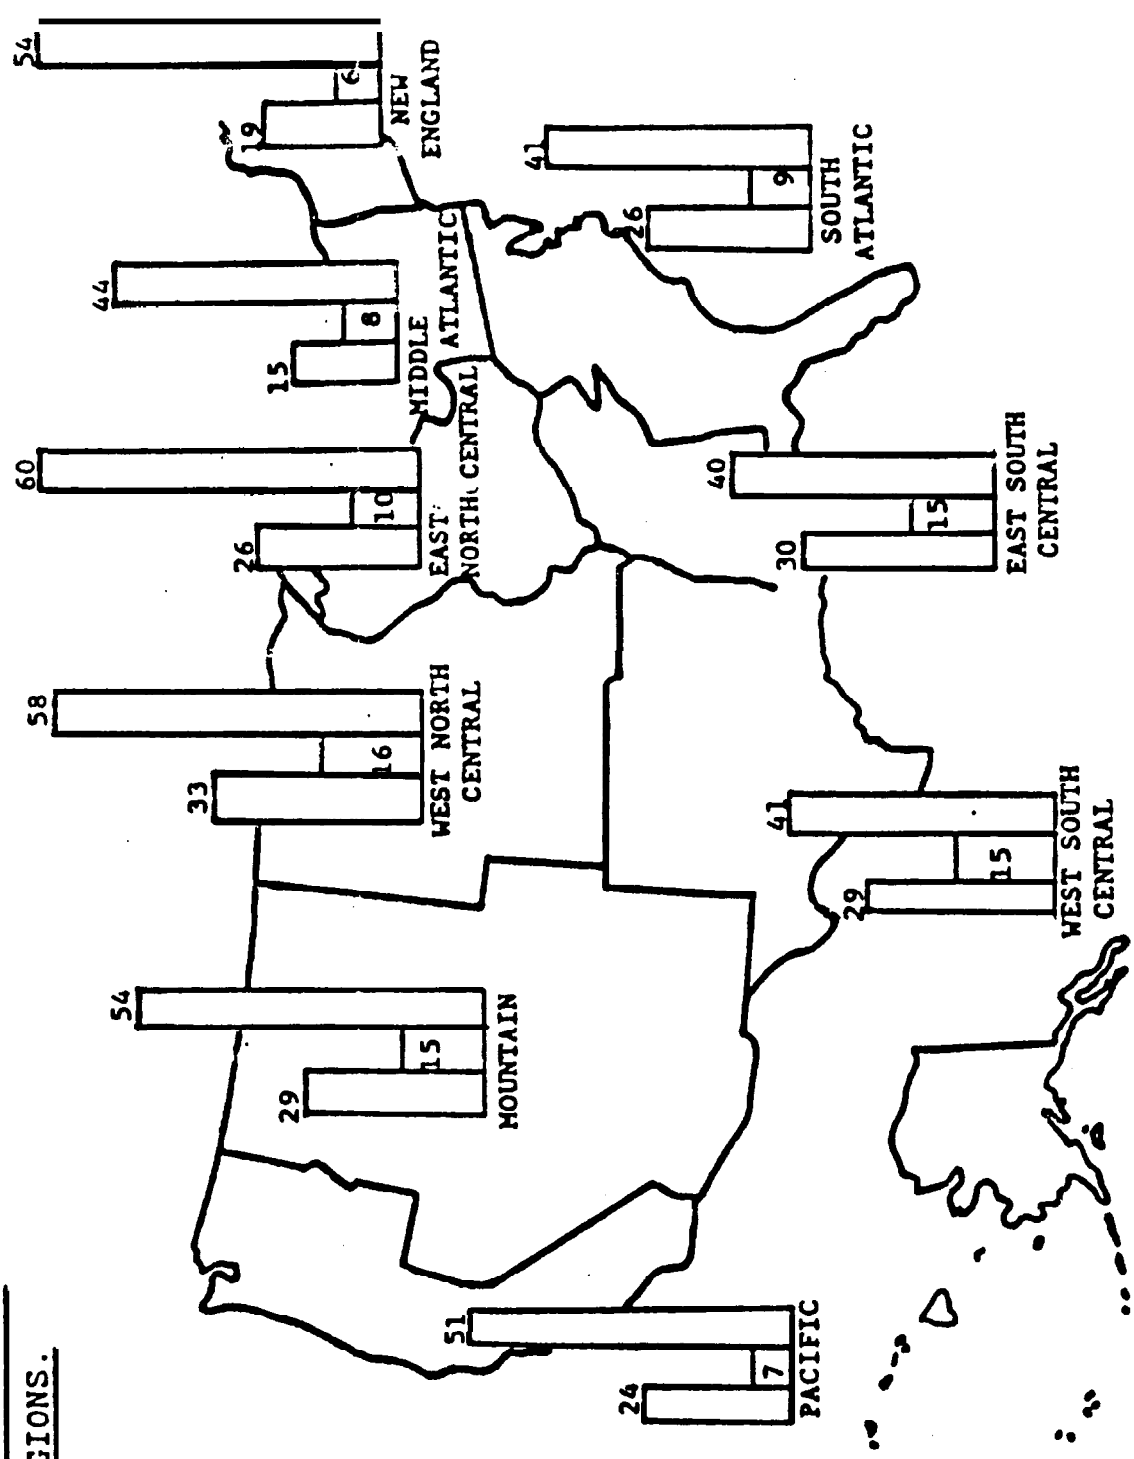 GIONS.
54
19
6
NEW
ENGLAND
44
15
8
MIDDLE
ATLANTIC
60
26
10
EAST
NORTH CENTRAL
58
33
16
WEST NORTH
CENTRAL
54
29
15
MOUNTAIN
51
24
7
PACIFIC
41
29
15
WEST SOUTH
CENTRAL
40
30
15
EAST SOUTH
CENTRAL
41
26
9
SOUTH
ATLANTIC